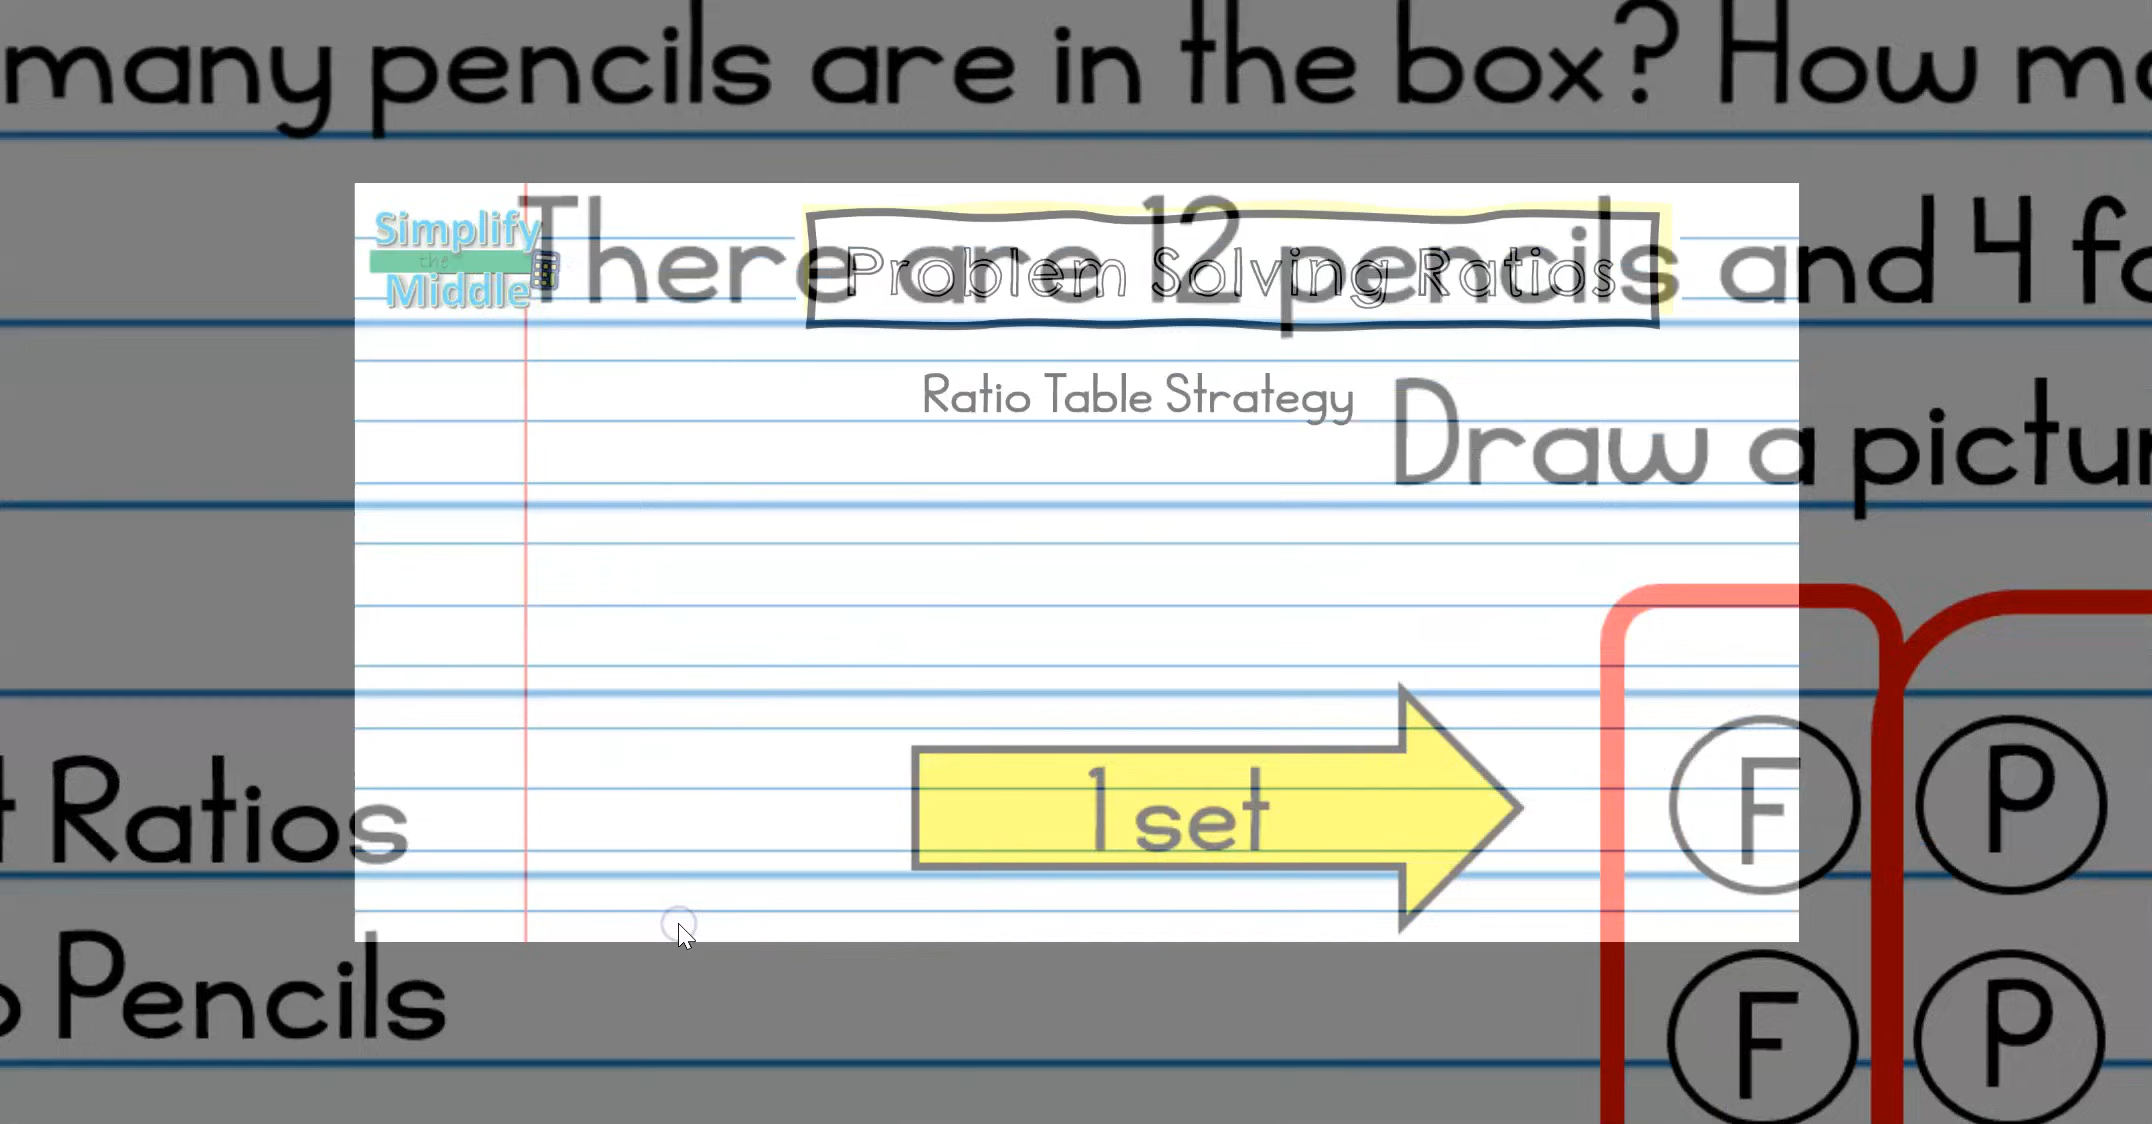 many pencils are in the box? How
Simplify
the
Middle
Problem Solving Ratios
There are 12 pencils and 4
Ratio Table Strategy
Draw a
1 set
F P
Ratios
Pencils
F P